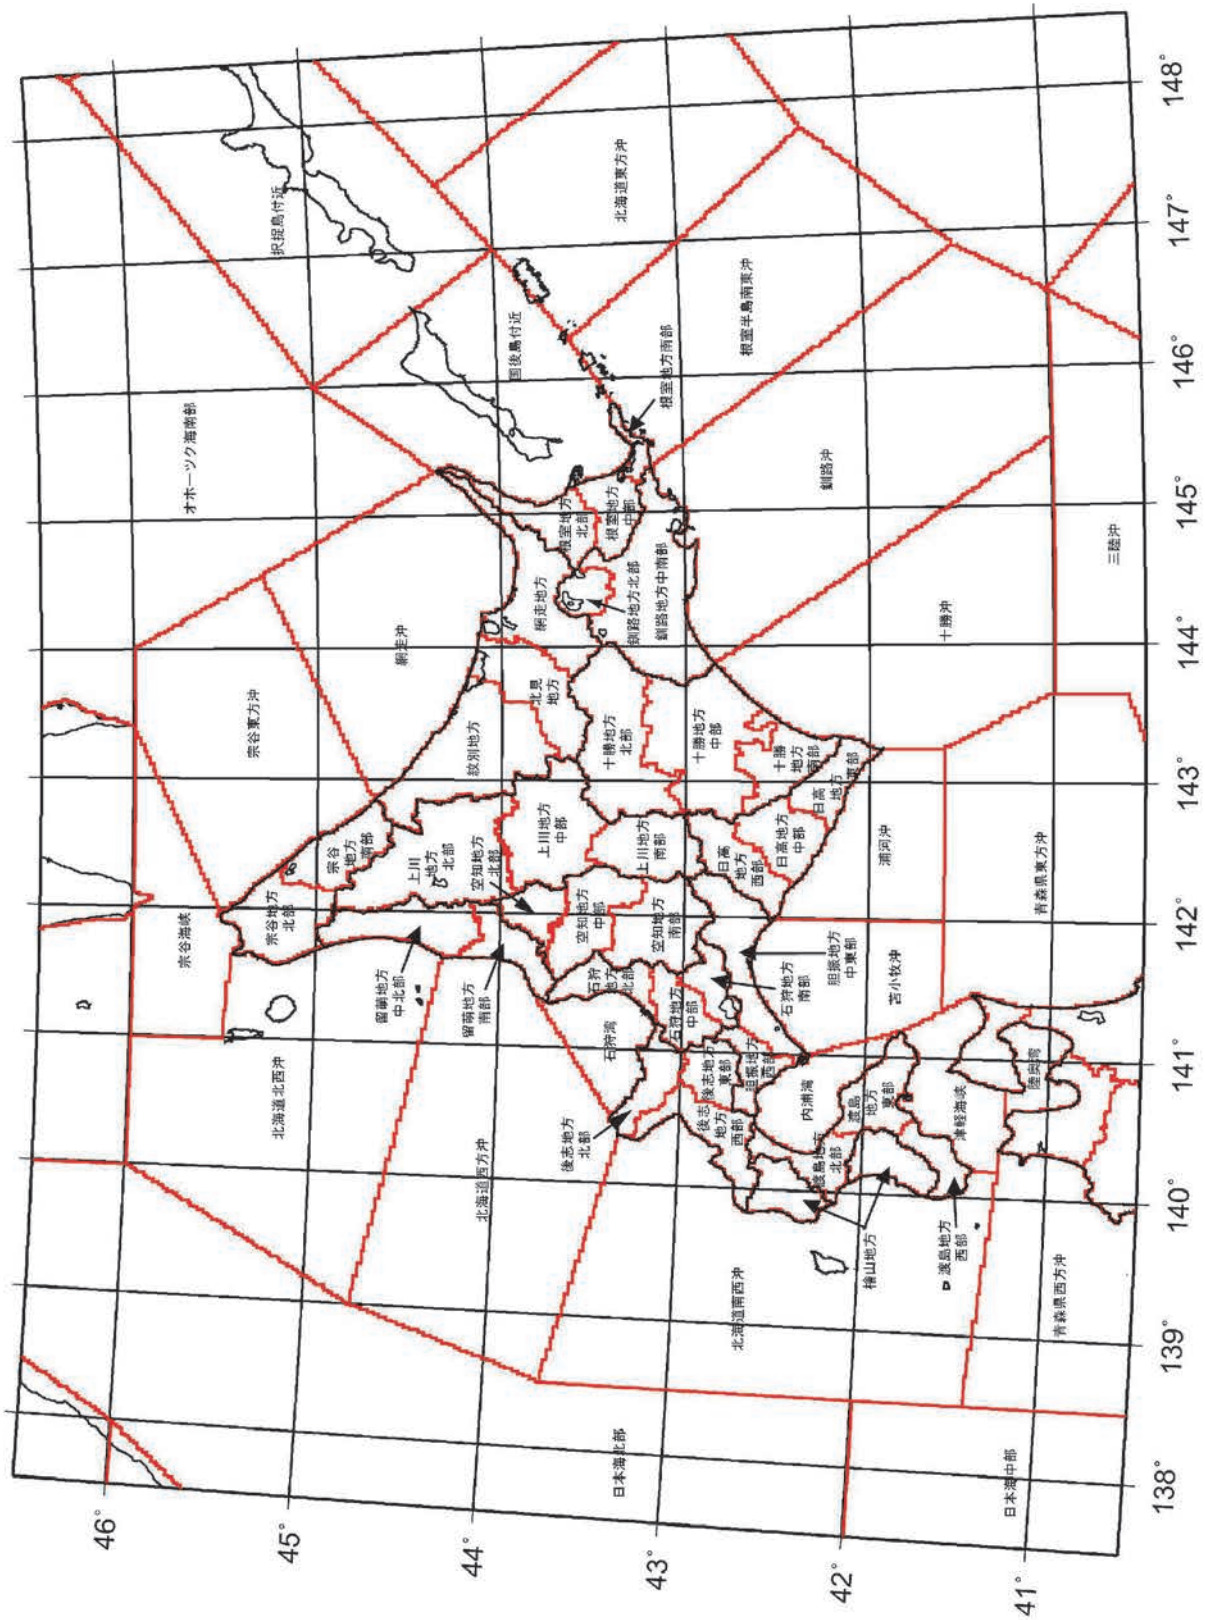 46°
45°
44°
43°
42°
41°
138°
139°
140°
141°
142°
143°
144°
145°
146°
147°
148°
オホーツク海南部
択捉島付近
北海道東方沖
国後島付近
根室半島南東沖
根室地方南部
宗谷東方沖
網走沖
釧路沖
根室地方
北部
根室地方
中部
網走地方
釧路地方北部
釧路地方中南部
三陸沖
十勝沖
宗谷海峡
宗谷地方
北部
宗谷
地方
南部
紋別地方
北見
地方
上川
地方
北部
上川地方
中部
上川地方
南部
十勝地方
北部
十勝地方
中部
十勝
地方
南部
空知地方
北部
空知地方
中部
空知地方
南部
日高
地方
西部
日高地方
中部
日高
地方
東部
浦河沖
青森県東方沖
北海道北西沖
留萌地方
中北部
留萌地方
南部
石狩
地方
北部
石狩湾
石狩地方
中部
石狩地方
南部
胆振地方
中東部
苫小牧沖
北海道西方沖
後志地方
北部
後志地方
東部
後志
地方
西部
胆振地方
西部
内浦湾
渡島
地方
東部
渡島地方
北部
津軽海峡
陸奥湾
檜山地方
渡島地方
西部
北海道南西沖
青森県西方沖
日本海北部
日本海中部